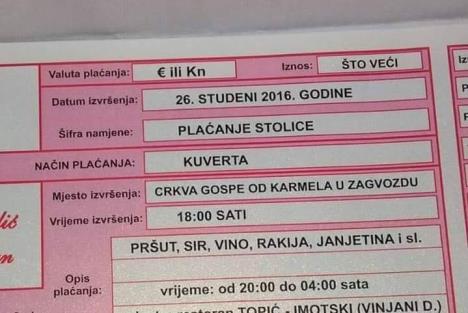 Valuta plaćanja: € ili Kn Iznos: ŠTO VEĆI
Datum izvršenja: 26. STUDENI 2016. GODINE
Šifra namjene: PLAĆANJE STOLICE
NAČIN PLAĆANJA: KUVERTA
Mjesto izvršenja: CRKVA GOSPE OD KARMELA U ZAGVOZDU
Vrijeme izvršenja: 18:00 SATI
PRŠUT, SIR, VINO, RAKIJA, JANJETINA i sl.
Opis plaćanja: vrijeme: od 20:00 do 04:00 sata
TOPIĆ - IMOTSKI (VINJANI D.)